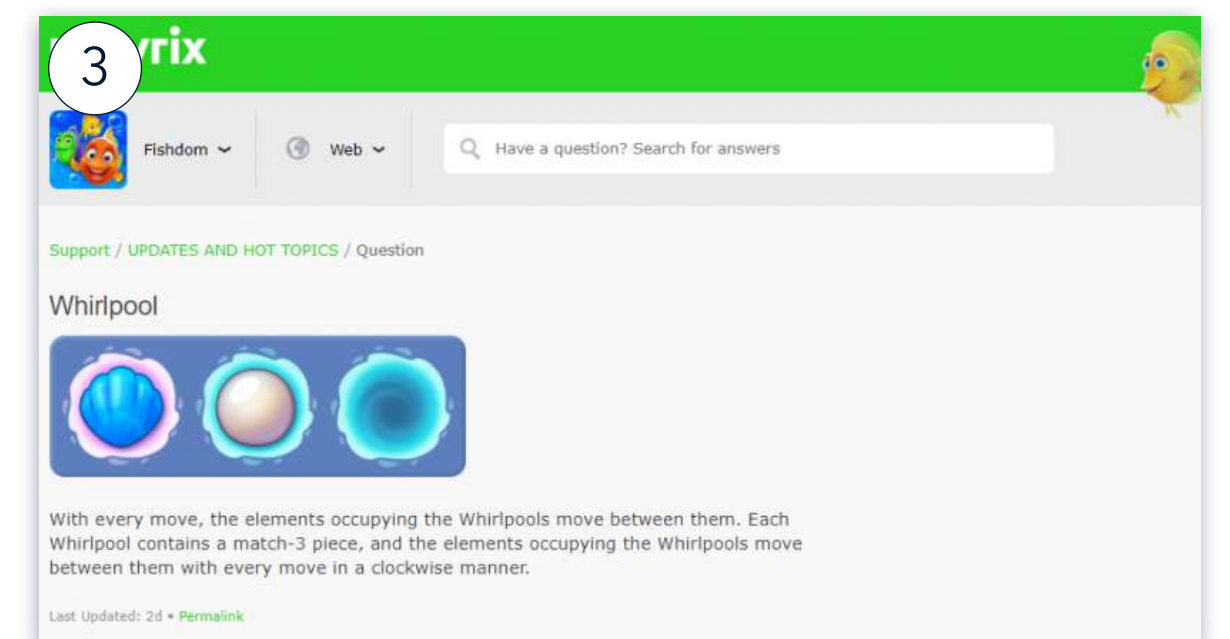 3
Fishdom
Web
Have a question? Search for answers
Support / UPDATES AND HOT TOPICS / Question
Whirlpool
With every move, the elements occupying the Whirlpools move between them. Each
Whirlpool contains a match-3 piece, and the elements occupying the Whirlpools move
between them with every move in a clockwise manner.
Last Updated: 2d • Permalink